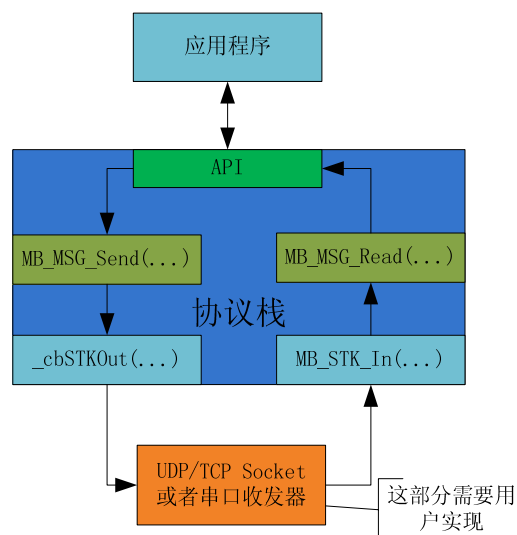 应用程序
API
MB_MSG_Send(...)
MB_MSG_Read(...)
协议栈
_cbSTKOut(...)
MB_STK_In(...)
UDP/TCP Socket
或者串口收发器
这部分需要用
户实现